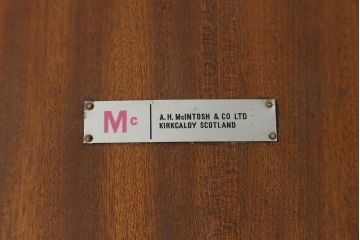 Mc
A.H. McINTOSH & CO LTD
KIRKCALDY SCOTLAND